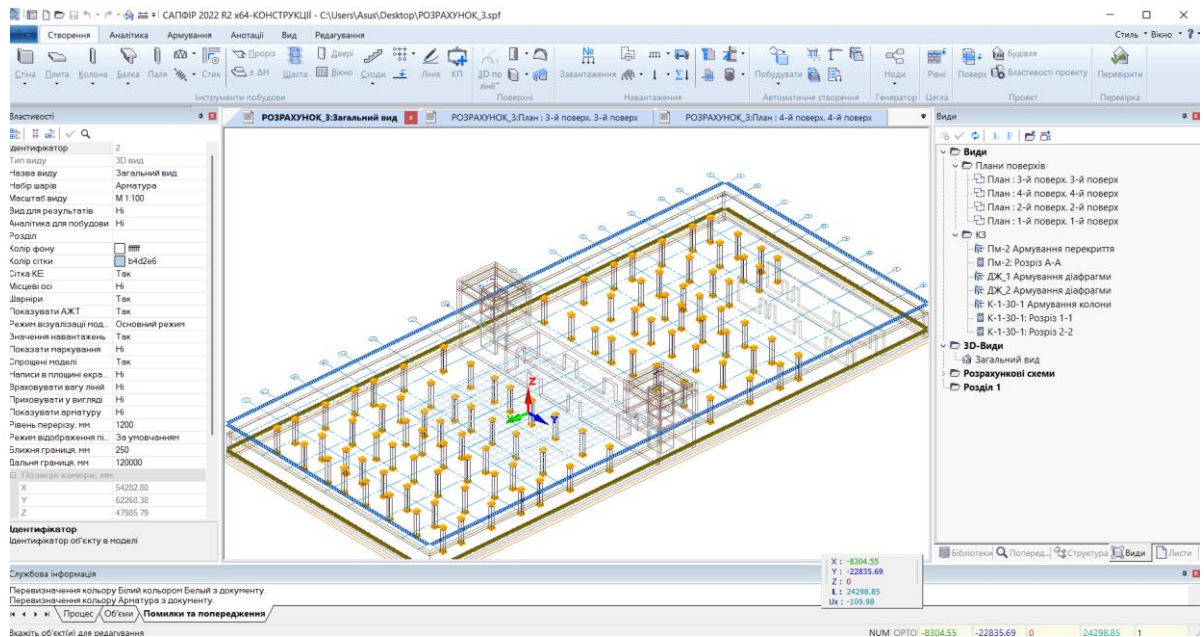 САПФІР 2022 R2 x64-КОНСТРУКЦІЇ - C:\Users\Asus\Desktop\РОЗРАХУНОК_3.spf
Створення Аналітика Армування Анотації Вид Редагування Стиль Вікно ?
Стіна Плита Колона Балка Паля Стик Проріз ± ΔН Шахта Двері Вікно Сходи Лінія КП 3D по лінії Завантаження Побудувати Ноди Рівні Поверх Будівля Властивості проекту Перевірити
Інструменти побудови Поверхні Навантаження Автоматичне створення Генератор Цегла Проект Перевірка
Властивості
РОЗРАХУНОК_3:Загальний вид РОЗРАХУНОК_3:План : 3-й поверх. 3-й поверх РОЗРАХУНОК_3:План : 4-й поверх. 4-й поверх
Види
дентифікатор 2
Тип виду 3D вид
Назва виду Загальний вид
Набір шарів Арматура
Масштаб виду М 1:100
Вид для результатів Ні
Аналітика для побудови Ні
Розділ
Колір фону ffffff
Колір сітки b4d2e6
Сітка КЕ Так
Місцеві осі Ні
Шарніри Так
Показувати АЖТ Так
Режим візуалізації мод... Основний режим
Значення навантажень Так
Показати маркування Ні
Спрощені моделі Так
Написи в площині екра... Ні
Враховувати вагу ліній Ні
Приховувати у вигляді Ні
Показувати арматуру Ні
Рівень перерізу, мм 1200
Режим відображення пі... За умовчанням
Ближня границя, мм 250
Дальня границя, мм 120000
Позиція камери, мм
X 54282.80
Y 62268.38
Z 47985.79
Ідентифікатор
Ідентифікатор об'єкту в моделі
Z
X
Y
Види
Плани поверхів
План : 3-й поверх. 3-й поверх
План : 4-й поверх. 4-й поверх
План : 2-й поверх. 2-й поверх
План : 1-й поверх. 1-й поверх
КЗ
Пм-2 Армування перекриття
Пм-2: Розріз А-А
ДЖ_1 Армування діафрагми
ДЖ_2 Армування діафрагми
К-1-30-1 Армування колони
К-1-30-1: Розріз 1-1
К-1-30-1: Розріз 2-2
3D-Види
Загальний вид
Розрахункові схеми
Розділ 1
Бібліотеки Поперед... Структура Види Листи
X : -8304.55
Y : -22835.69
Z : 0
L : 24298.85
Ux : -109.98
Службова інформація
Перевизначення кольору Білий кольором Белый з документу.
Перевизначення кольору Арматура з документу.
Процес Об'єми Помилки та попередження
Вкажіть об'єкт(и) для редагування NUM ОРТО -8304.55 -22835.69 0 24298.85 1